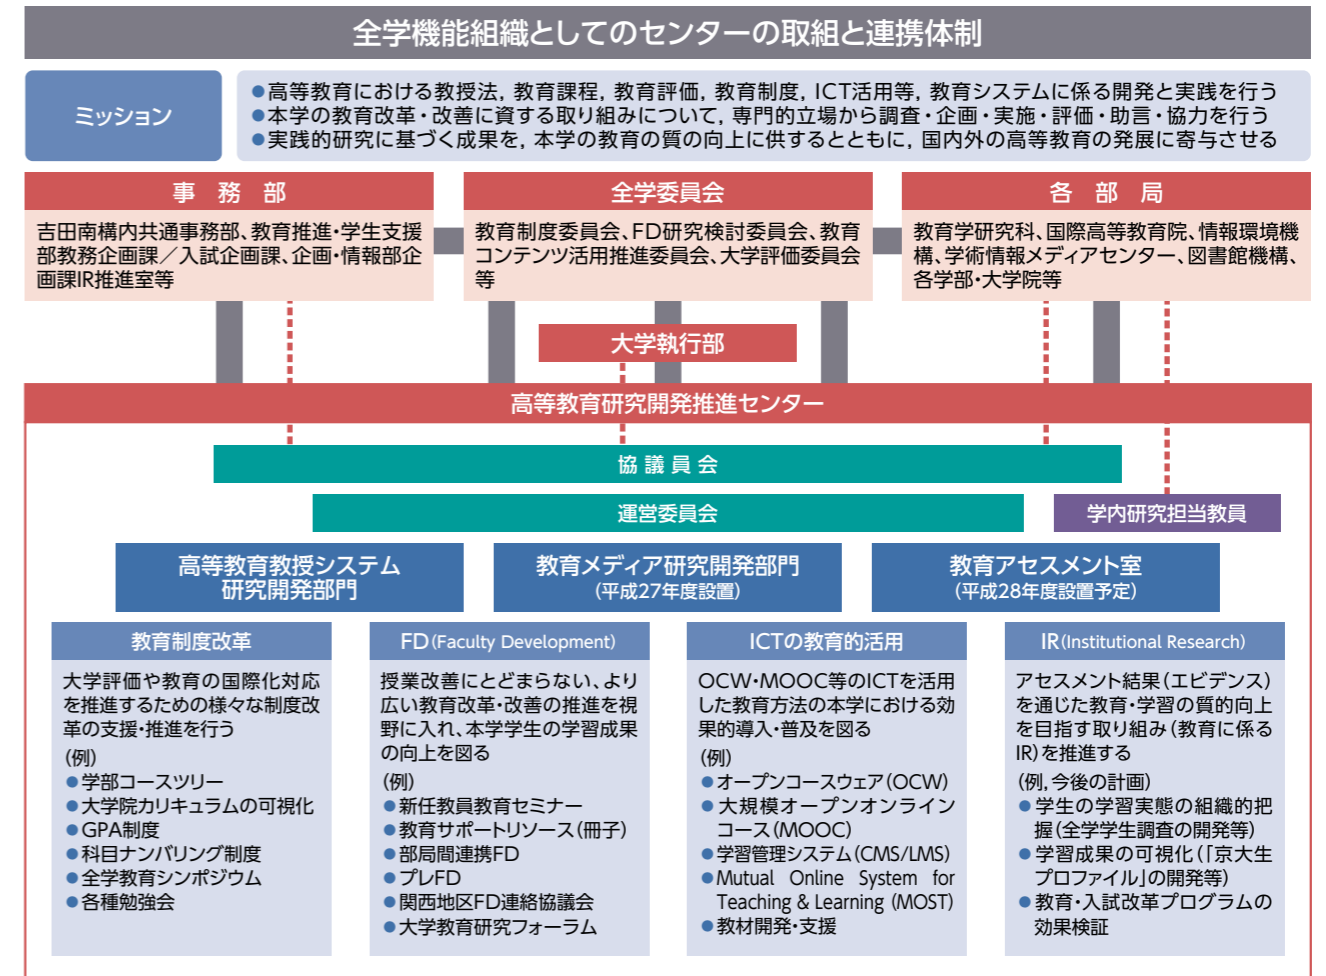 全学機能組織としてのセンターの取組と連携体制
ミッション
●高等教育における教授法, 教育課程, 教育評価, 教育制度, ICT活用等, 教育システムに係る開発と実践を行う
●本学の教育改革・改善に資する取り組みについて, 専門的立場から調査・企画・実施・評価・助言・協力を行う
●実践的研究に基づく成果を, 本学の教育の質の向上に供するとともに, 国内外の高等教育の発展に寄与させる
事 務 部
吉田南構内共通事務部、教育推進・学生支援
部教務企画課／入試企画課、企画・情報部企
画課IR推進室等
全学委員会
教育制度委員会、FD研究検討委員会、教育
コンテンツ活用推進委員会、大学評価委員会
等
各 部 局
教育学研究科、国際高等教育院、情報環境機
構、学術情報メディアセンター、図書館機構、
各学部・大学院等
大学執行部
高等教育研究開発推進センター
協 議 員 会
運営委員会
学内研究担当教員
高等教育教授システム
研究開発部門
教育メディア研究開発部門
(平成27年度設置)
教育アセスメント室
(平成28年度設置予定)
教育制度改革
大学評価や教育の国際化対応
を推進するための様々な制度改
革の支援・推進を行う
(例)
●学部コースツリー
●大学院カリキュラムの可視化
●GPA制度
●科目ナンバリング制度
●全学教育シンポジウム
●各種勉強会
FD(Faculty Development)
授業改善にとどまらない、より
広い教育改革・改善の推進を視
野に入れ、本学学生の学習成果
の向上を図る
(例)
●新任教員教育セミナー
●教育サポートリソース(冊子)
●部局間連携FD
●プレFD
●関西地区FD連絡協議会
●大学教育研究フォーラム
ICTの教育的活用
OCW・MOOC等のICTを活用
した教育方法の本学における効
果的導入・普及を図る
(例)
●オープンコースウェア(OCW)
●大規模オープンオンライン
コース(MOOC)
●学習管理システム(CMS/LMS)
●Mutual Online System for
Teaching & Learning (MOST)
●教材開発・支援
IR(Institutional Research)
アセスメント結果(エビデンス)
を通じた教育・学習の質的向上
を目指す取り組み(教育に係る
IR)を推進する
(例, 今後の計画)
●学生の学習実態の組織的把
握(全学学生調査の開発等)
●学習成果の可視化(「京大生
プロファイル」の開発等)
●教育・入試改革プログラムの
効果検証